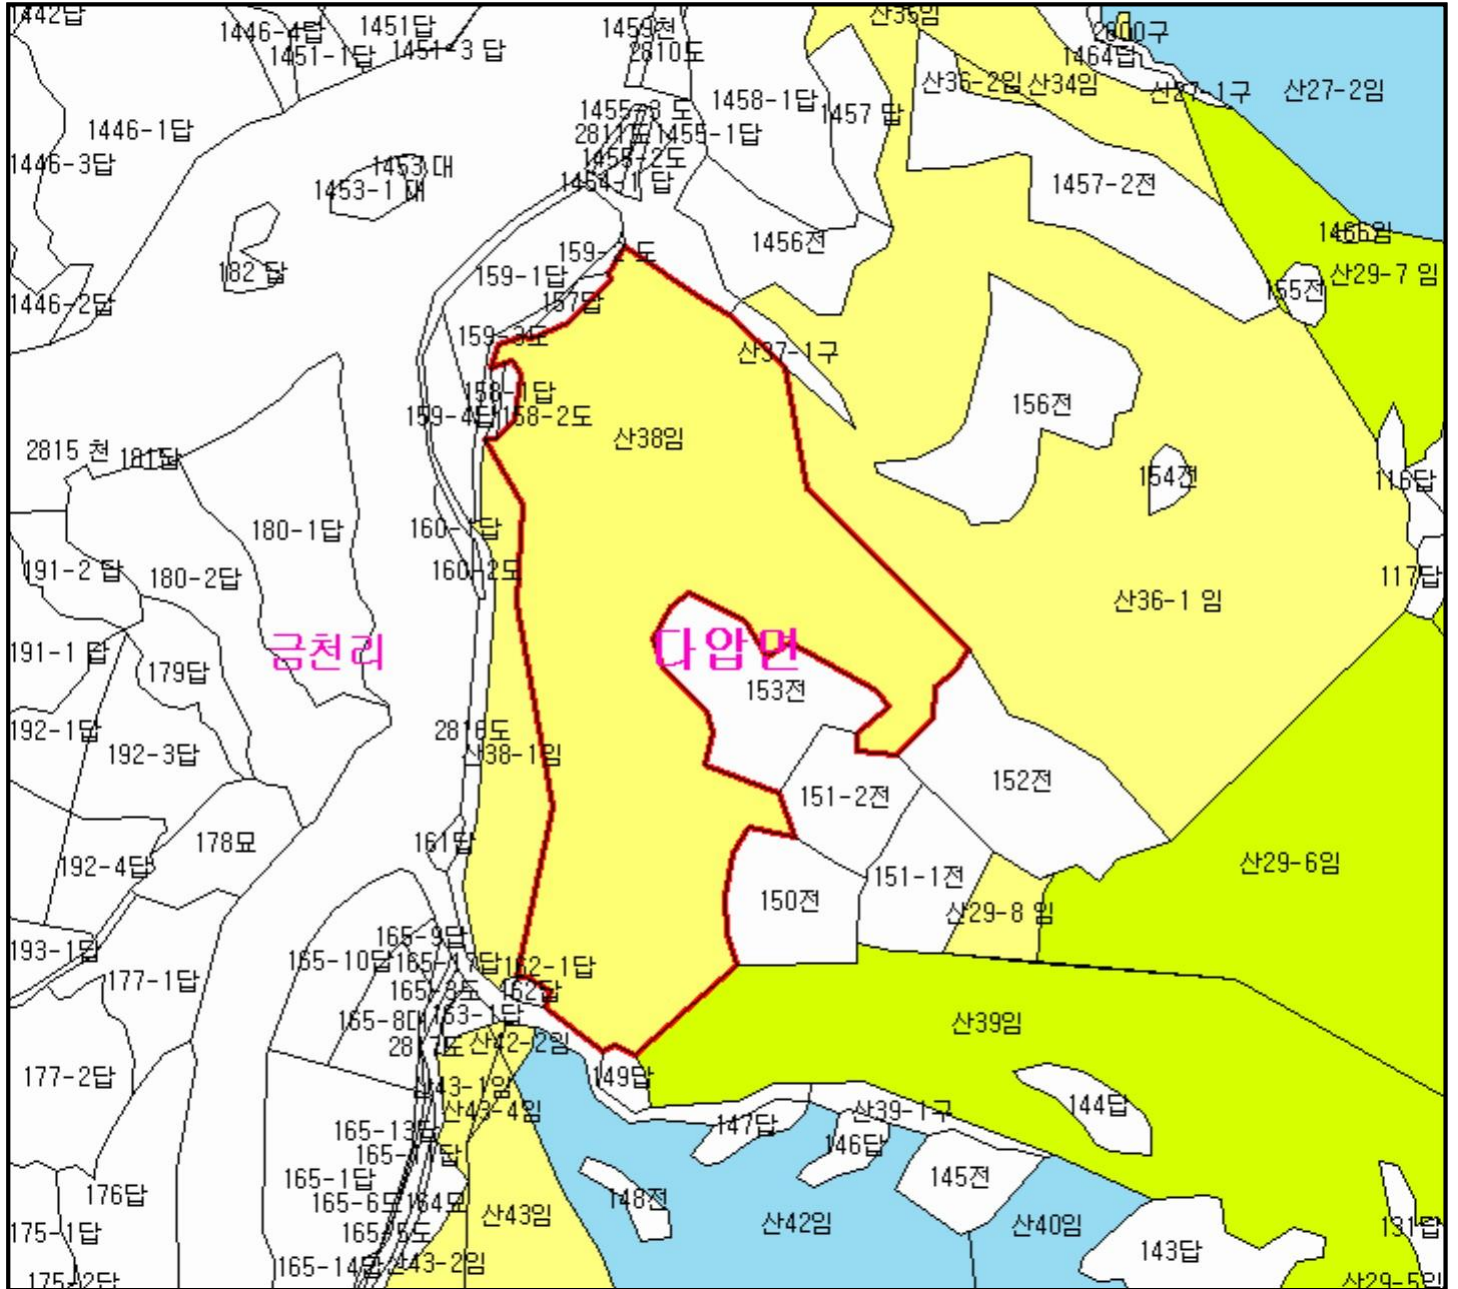 1442답
1446-4답
1451답
1451-1답
1451-3 답
1459천
2810도
산35임
2800구
1464답
산36-2임
산34임
산27-1구
산27-2임
1446-1답
1446-3답
1458-1답
1457 답
1455-3 도
2811도
1455-1답
1455-2도
1454-1 답
1453 대
1453-1 대
1457-2전
1456전
1466임
산29-7 임
155전
182 답
159-2 도
159-1답
157답
1446-2답
159-3도
산37-1구
158-1답
159-4답
158-2도
156전
산38임
2815 천
181답
154전
116답
180-1답
160-1답
191-2 답
180-2답
160-2도
117답
산36-1 임
191-1 답
금천리
다압면
179답
153전
192-1답
192-3답
산38-1임
152전
151-2전
178묘
161답
192-4답
산29-6임
151-1전
150전
산29-8 임
193-1답
165-9답
165-10답
165-17답
162-1답
177-1답
165-3도
162답
165-8대
163-1답
산39임
산42-2임
177-2답
149답
산43-1임
산43-4임
산39-1구
144답
165-13답
147답
146답
165-1답
145전
176답
165-6도
164묘
148전
산43임
산42임
산40임
175-1답
165-5도
131답
143답
165-14답
43-2임
175-2답
산29-5임